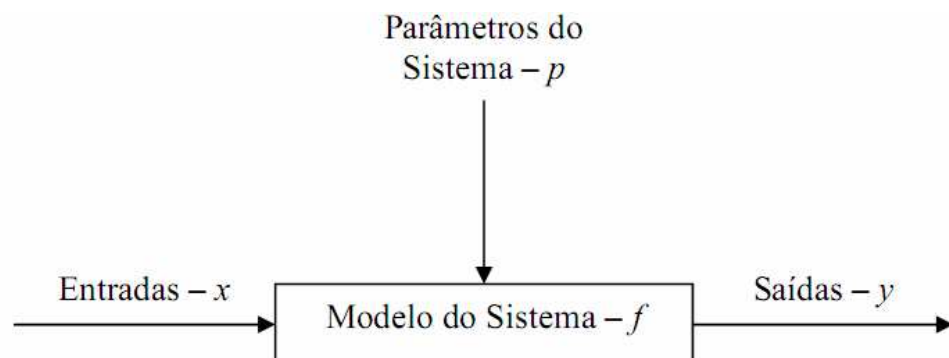 Parâmetros do
Sistema – p
Entradas – x
Modelo do Sistema – f
Saídas – y